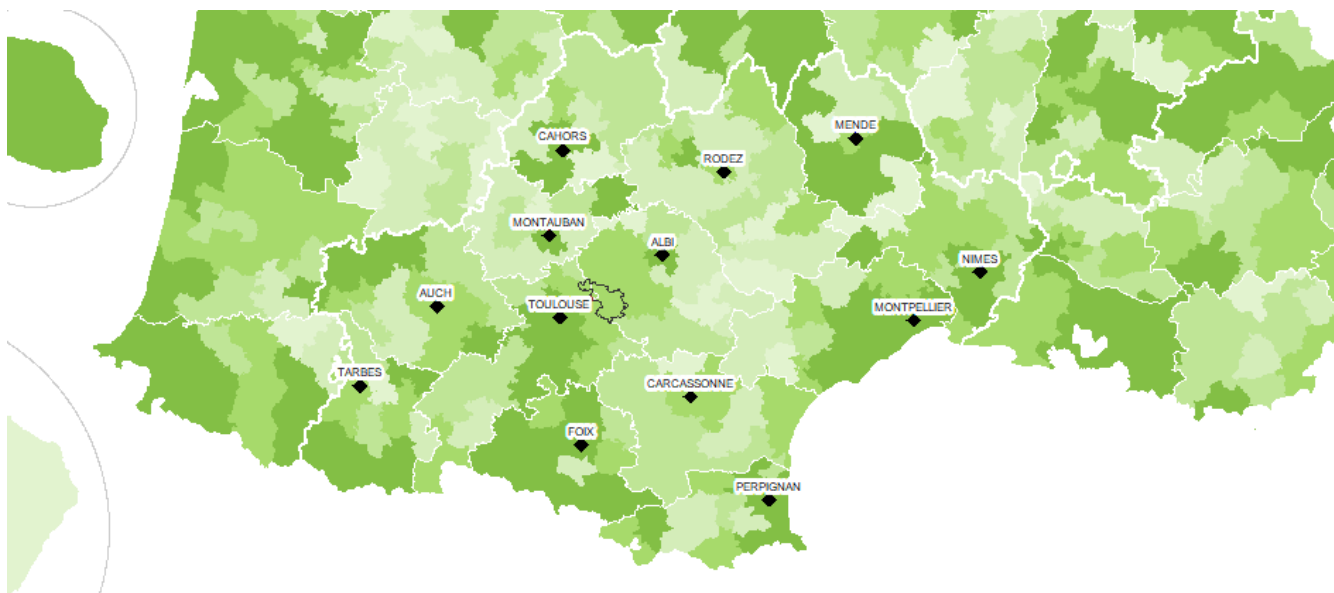 MENDE
CAHORS
RODEZ
MONTAUBAN
ALBI
NIMES
AUCH
TOULOUSE
MONTPELLIER
TARBES
CARCASSONNE
FOIX
PERPIGNAN